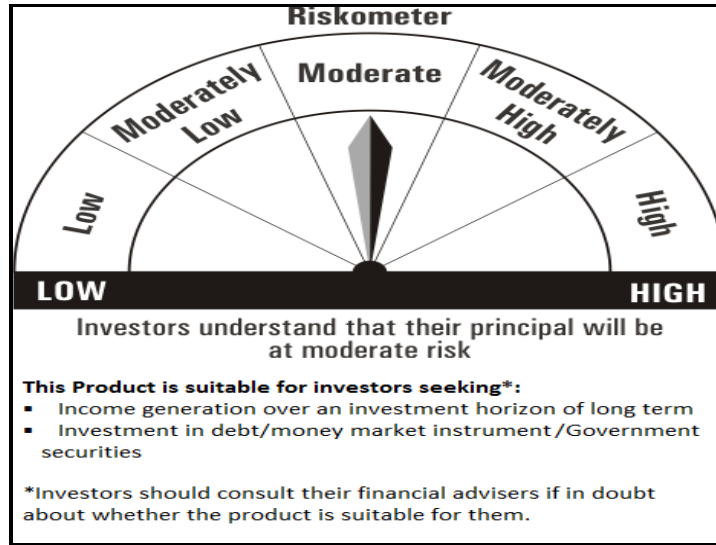 Riskometer
Low
Moderately
Low
Moderate
Moderately
High
High
LOW
HIGH
Investors understand that their principal will be
at moderate risk
This Product is suitable for investors seeking*:
▪ Income generation over an investment horizon of long term
▪ Investment in debt/money market instrument/Government
securities
*Investors should consult their financial advisers if in doubt
about whether the product is suitable for them.